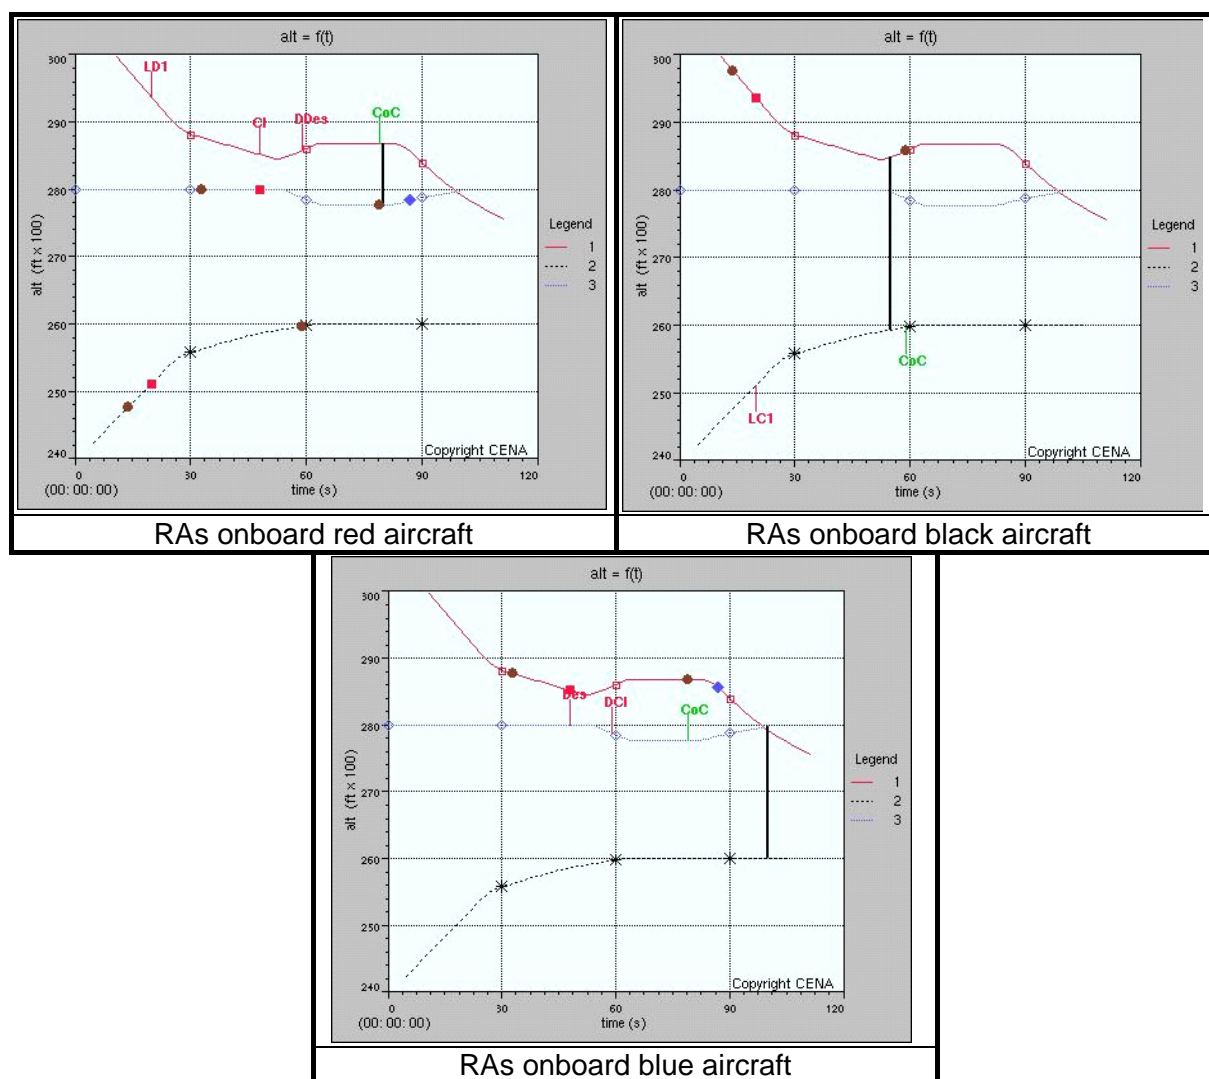 alt = f(t)
300
290
280
270
260
250
240
alt (ft x 100)
LD1
Cl
DDes
CoC
Legend
1
2
3
Copyright CENA
0
30
60
90
120
(00: 00: 00)
time (s)
RAs onboard red aircraft
alt = f(t)
300
290
280
270
260
250
240
alt (ft x 100)
CoC
LC1
Legend
1
2
3
Copyright CENA
0
30
60
90
120
(00: 00: 00)
time (s)
RAs onboard black aircraft
alt = f(t)
300
290
280
270
260
250
240
alt (ft x 100)
Des
DCl
CoC
Legend
1
2
3
Copyright CENA
0
30
60
90
120
(00: 00: 00)
time (s)
RAs onboard blue aircraft